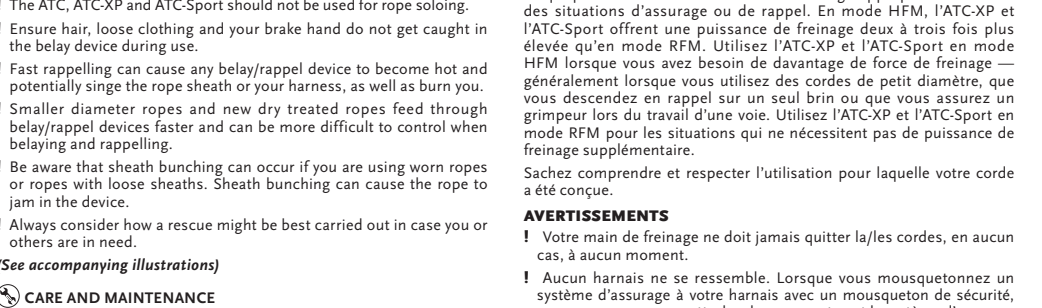 The ATC, ATC-XP and ATC-Sport should not be used for rope soloing.
! Ensure hair, loose clothing and your brake hand do not get caught in
the belay device during use.
! Fast rappelling can cause any belay/rappel device to become hot and
potentially singe the rope sheath or your harness, as well as burn you.
! Smaller diameter ropes and new dry treated ropes feed through
belay/rappel devices faster and can be more difficult to control when
belaying and rappelling.
! Be aware that sheath bunching can occur if you are using worn ropes
or ropes with loose sheaths. Sheath bunching can cause the rope to
jam in the device.
! Always consider how a rescue might be best carried out in case you or
others are in need.
(See accompanying illustrations)
CARE AND MAINTENANCE
des situations d'assurage ou de rappel. En mode HFM, l'ATC-XP et
l'ATC-Sport offrent une puissance de freinage deux à trois fois plus
élevée qu'en mode RFM. Utilisez l'ATC-XP et l'ATC-Sport en mode
HFM lorsque vous avez besoin de davantage de force de freinage —
généralement lorsque vous utilisez des cordes de petit diamètre, que
vous descendez en rappel sur un seul brin ou que vous assurez un
grimpeur lors du travail d'une voie. Utilisez l'ATC-XP et l'ATC-Sport en
mode RFM pour les situations qui ne nécessitent pas de puissance de
freinage supplémentaire.
Sachez comprendre et respecter l'utilisation pour laquelle votre corde
a été conçue.
AVERTISSEMENTS
! Votre main de freinage ne doit jamais quitter la/les cordes, en aucun
cas, à aucun moment.
! Aucun harnais ne se ressemble. Lorsque vous mousquetonnez un
système d'assurage à votre harnais avec un mousqueton de sécurité,